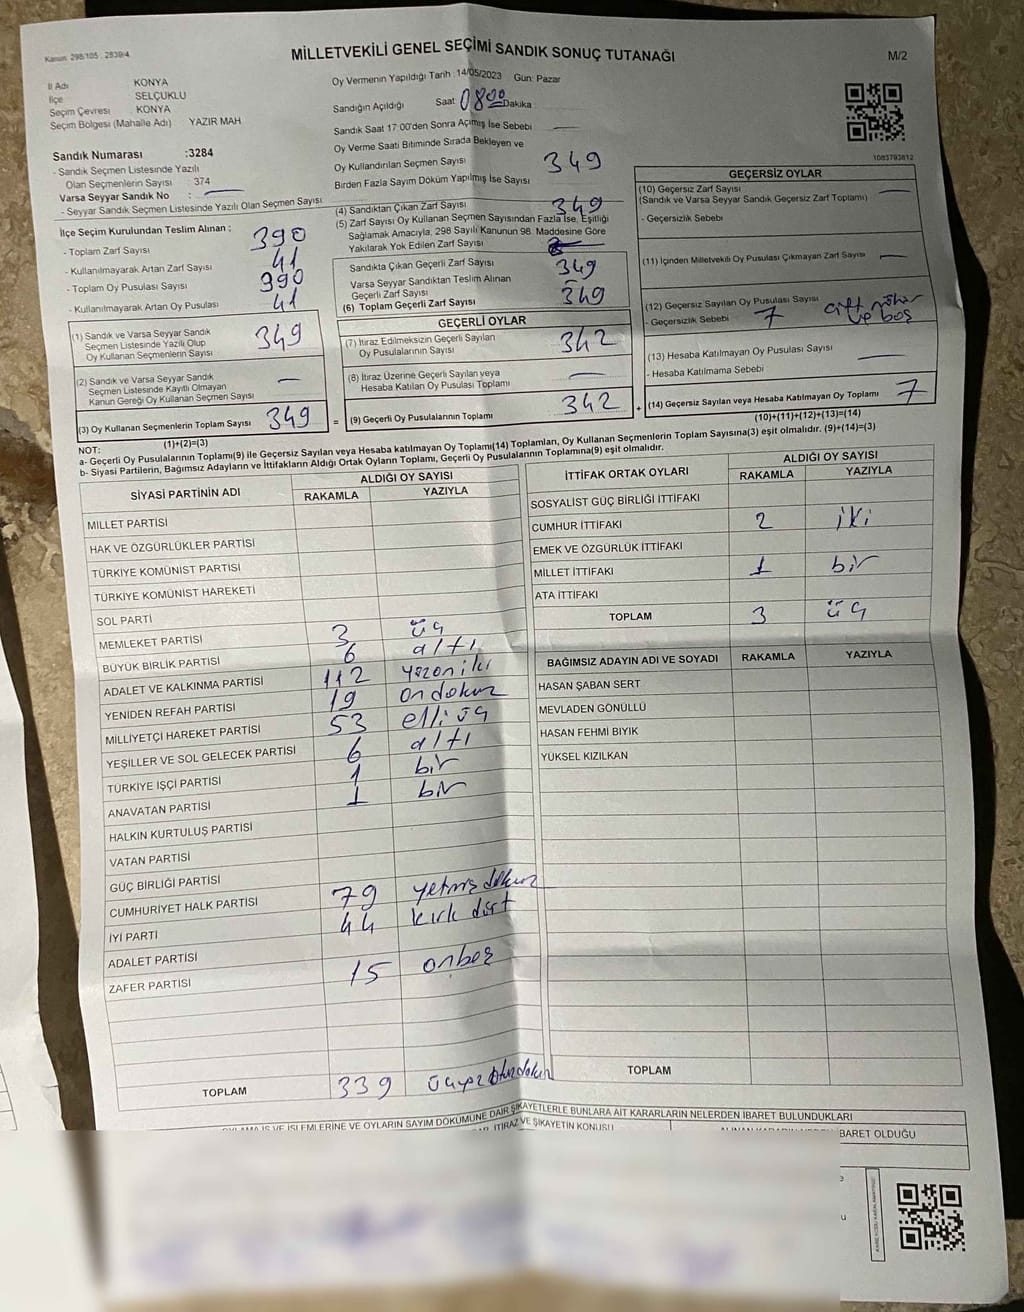 Kanun: 298/105 , 2839/4
MİLLETVEKİLİ GENEL SEÇİMİ SANDIK SONUÇ TUTANAĞI
M/2
İl Adı : KONYA
İlçe : SELÇUKLU
Seçim Çevresi : KONYA
Seçim Bölgesi (Mahalle Adı) YAZIR MAH.
Sandık Numarası :3284
- Sandık Seçmen Listesinde Yazılı
Olan Seçmenlerin Sayısı : 374
Varsa Seyyar Sandık No :
- Seyyar Sandık Seçmen Listesinde Yazılı Olan Seçmen Sayısı
İlçe Seçim Kurulundan Teslim Alınan :
- Toplam Zarf Sayısı 390
- Kullanılmayarak Artan Zarf Sayısı 41
- Toplam Oy Pusulası Sayısı 390
- Kullanılmayarak Artan Oy Pusulası 41
(1) Sandık ve Varsa Seyyar Sandık
Seçmen Listesinde Yazılı Olup
Oy Kullanan Seçmenlerin Sayısı 349
(2) Sandık ve Varsa Seyyar Sandık
Seçmen Listesinde Kayıtlı Olmayan
Kanun Gereği Oy Kullanan Seçmen Sayısı —
(3) Oy Kullanan Seçmenlerin Toplam Sayısı 349
(1)+(2)=(3)
Oy Vermenin Yapıldığı Tarih : 14/05/2023 Gün: Pazar
Sandığın Açıldığı Saat 08 00 Dakika
Sandık Saat 17:00'den Sonra Açılmış İse Sebebi —
Oy Verme Saati Bitiminde Sırada Bekleyen ve
Oy Kullandırılan Seçmen Sayısı 349
Birden Fazla Sayım Döküm Yapılmış İse Sayısı
(4) Sandıktan Çıkan Zarf Sayısı 349
(5) Zarf Sayısı Oy Kullanan Seçmen Sayısından Fazla İse, Eşitliği
Sağlamak Amacıyla, 298 Sayılı Kanunun 98. Maddesine Göre
Yakılarak Yok Edilen Zarf Sayısı
Sandıkta Çıkan Geçerli Zarf Sayısı 349
Varsa Seyyar Sandıktan Teslim Alınan
Geçerli Zarf Sayısı —
(6) Toplam Geçerli Zarf Sayısı 349
GEÇERLİ OYLAR
(7) İtiraz Edilmeksizin Geçerli Sayılan
Oy Pusulalarının Sayısı 342
(8) İtiraz Üzerine Geçerli Sayılan veya
Hesaba Katılan Oy Pusulası Toplamı —
= (9) Geçerli Oy Pusulalarının Toplamı 342
1083793812
GEÇERSİZ OYLAR
(10) Geçersiz Zarf Sayısı —
(Sandık ve Varsa Seyyar Sandık Geçersiz Zarf Toplamı)
- Geçersizlik Sebebi
(11) İçinden Milletvekili Oy Pusulası Çıkmayan Zarf Sayısı —
(12) Geçersiz Sayılan Oy Pusulası Sayısı 7
- Geçersizlik Sebebi çift mühür boş
(13) Hesaba Katılmayan Oy Pusulası Sayısı —
- Hesaba Katılmama Sebebi
+ (14) Geçersiz Sayılan veya Hesaba Katılmayan Oy Toplamı 7
(10)+(11)+(12)+(13)=(14)
NOT:
a- Geçerli Oy Pusulalarının Toplamı(9) ile Geçersiz Sayılan veya Hesaba katılmayan Oy Toplamı(14) Toplamları, Oy Kullanan Seçmenlerin Toplam Sayısına(3) eşit olmalıdır. (9)+(14)=(3)
b- Siyasi Partilerin, Bağımsız Adayların ve İttifakların Aldığı Ortak Oyların Toplamı, Geçerli Oy Pusulalarının Toplamına(9) eşit olmalıdır.
SİYASİ PARTİNİN ADI ALDIĞI OY SAYISI
RAKAMLA YAZIYLA
MİLLET PARTİSİ
HAK VE ÖZGÜRLÜKLER PARTİSİ
TÜRKİYE KOMÜNİST PARTİSİ
TÜRKİYE KOMÜNİST HAREKETİ
SOL PARTİ
MEMLEKET PARTİSİ 3 üç
BÜYÜK BİRLİK PARTİSİ 6 altı
ADALET VE KALKINMA PARTİSİ 112 yüzoniki
YENİDEN REFAH PARTİSİ 19 ondokuz
MİLLİYETÇİ HAREKET PARTİSİ 53 elli üç
YEŞİLLER VE SOL GELECEK PARTİSİ 6 altı
TÜRKİYE İŞÇİ PARTİSİ 1 bir
ANAVATAN PARTİSİ 1 bir
HALKIN KURTULUŞ PARTİSİ
VATAN PARTİSİ
GÜÇ BİRLİĞİ PARTİSİ
CUMHURİYET HALK PARTİSİ 79 yetmiş dokuz
İYİ PARTİ 44 kırk dört
ADALET PARTİSİ
ZAFER PARTİSİ 15 onbeş
TOPLAM 339 üçyüzotuzdokuz
İTTİFAK ORTAK OYLARI ALDIĞI OY SAYISI
RAKAMLA YAZIYLA
SOSYALİST GÜÇ BİRLİĞİ İTTİFAKI
CUMHUR İTTİFAKI 2 iki
EMEK VE ÖZGÜRLÜK İTTİFAKI
MİLLET İTTİFAKI 1 bir
ATA İTTİFAKI
TOPLAM 3 üç
BAĞIMSIZ ADAYIN ADI VE SOYADI RAKAMLA YAZIYLA
HASAN ŞABAN SERT
MEVLADEN GÖNÜLLÜ
HASAN FEHMİ BIYIK
YÜKSEL KIZILKAN
TOPLAM
İŞLEMLERİNE VE OYLARIN SAYIM DÖKÜMÜNE DAİR ŞİKAYETLERLE BUNLARA AİT KARARLARIN NELERDEN İBARET BULUNDUKLARI
İTİRAZ VE ŞİKAYETİN KONUSU
İBARET OLDUĞU